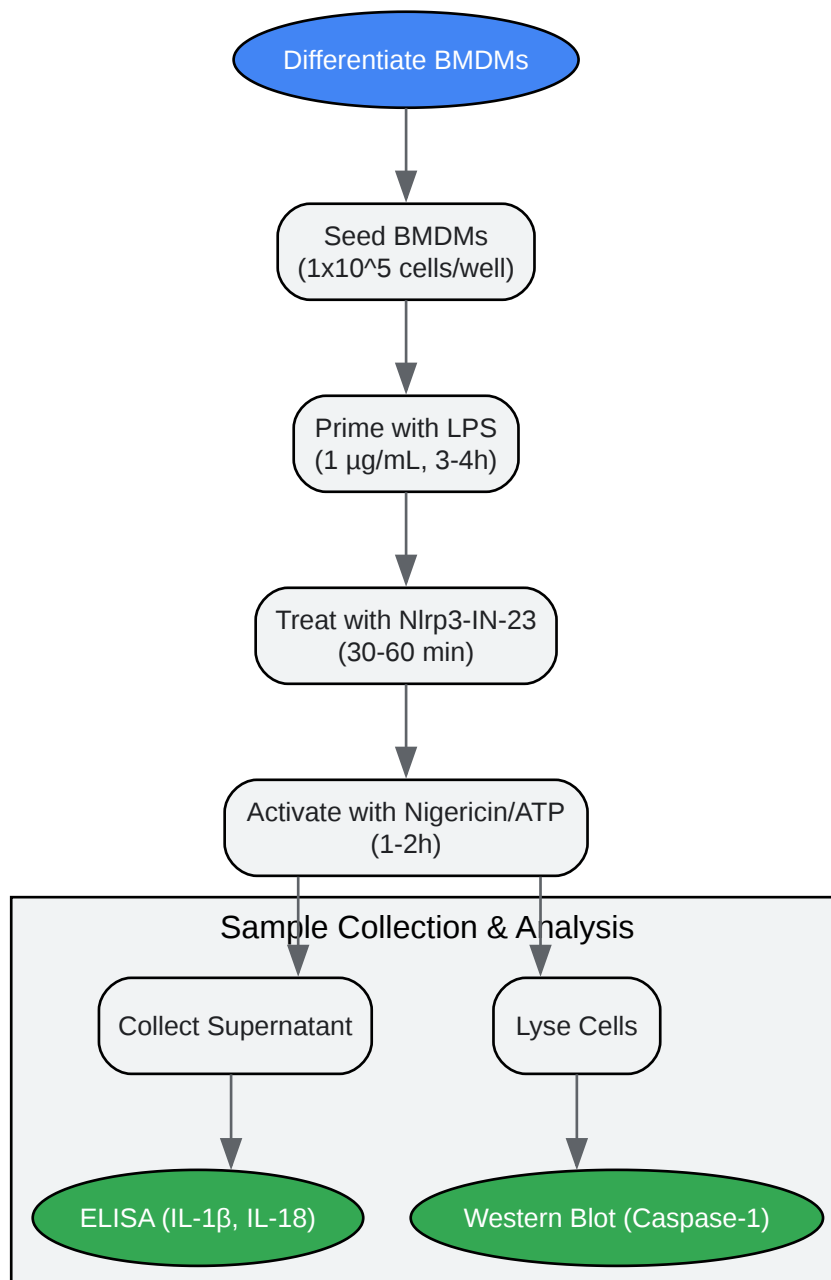 Differentiate BMDMs
Seed BMDMs
(1x10^5 cells/well)
Prime with LPS
(1 µg/mL, 3-4h)
Treat with Nlrp3-IN-23
(30-60 min)
Activate with Nigericin/ATP
(1-2h)
Sample Collection & Analysis
Collect Supernatant
Lyse Cells
ELISA (IL-1β, IL-18)
Western Blot (Caspase-1)